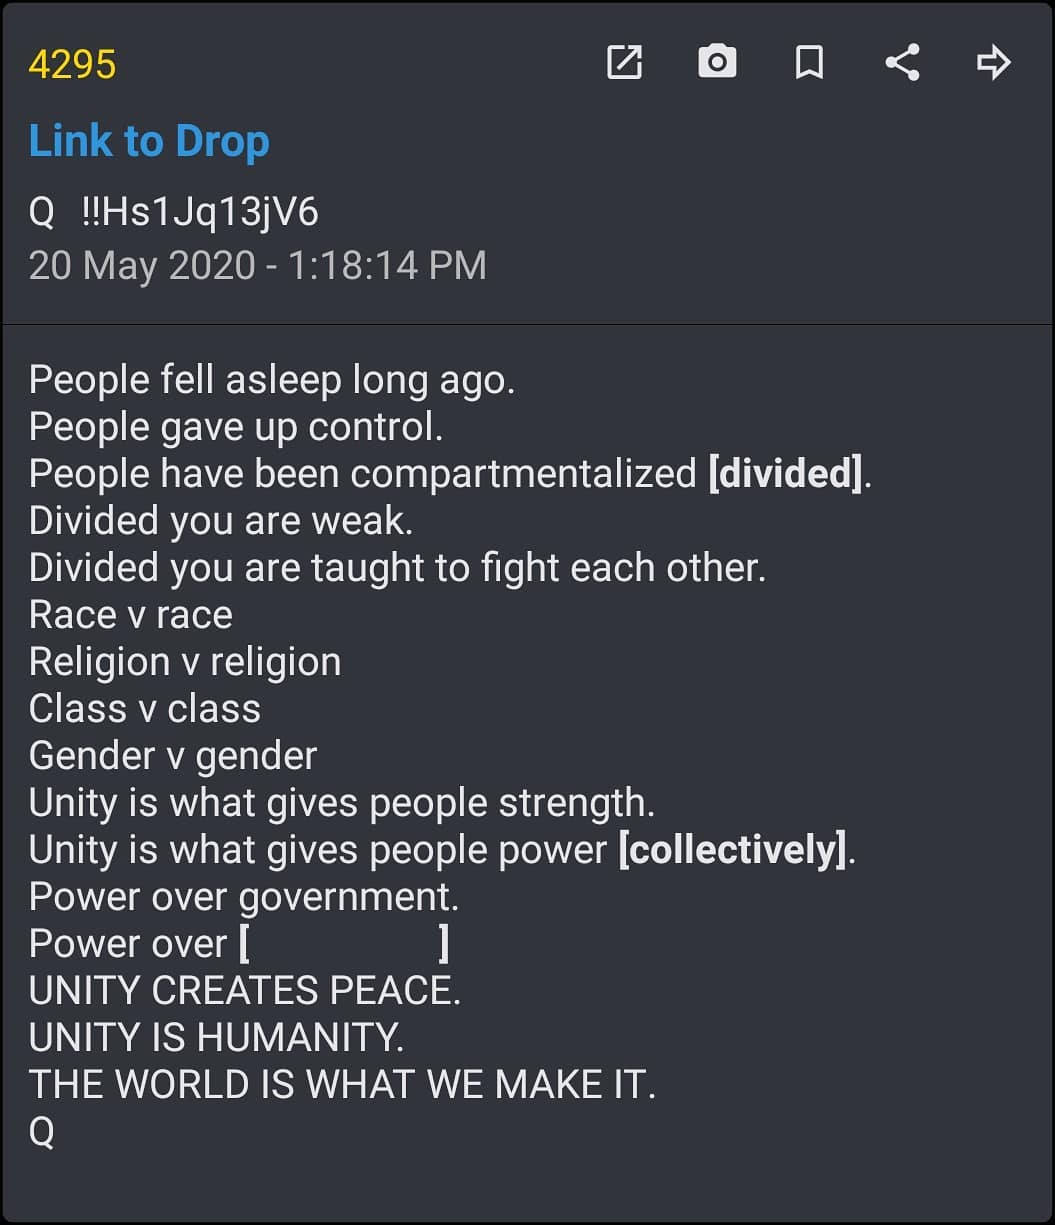 4295
Link to Drop
Q !!Hs1Jq13jV6
20 May 2020 - 1:18:14 PM
People fell asleep long ago.
People gave up control.
People have been compartmentalized [divided].
Divided you are weak.
Divided you are taught to fight each other.
Race v race
Religion v religion
Class v class
Gender v gender
Unity is what gives people strength.
Unity is what gives people power [collectively].
Power over government.
Power over [ ]
UNITY CREATES PEACE.
UNITY IS HUMANITY.
THE WORLD IS WHAT WE MAKE IT.
Q